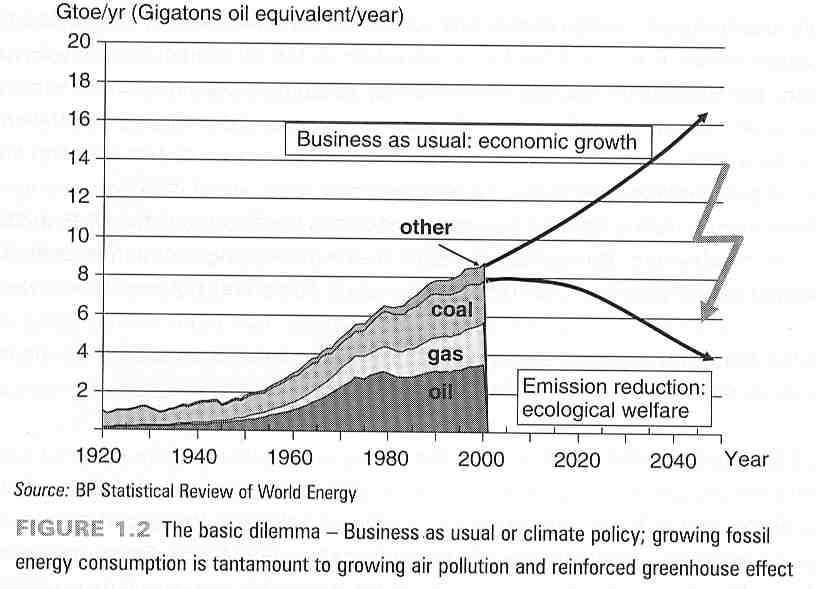 Gtoe/yr (Gigatons oil equivalent/year)
20
18
16
14
12
10
8
6
4
2
Business as usual: economic growth
other
coal
gas
oil
Emission reduction:
ecological welfare
1920 1940 1960 1980 2000 2020 2040 Year
Source: BP Statistical Review of World Energy
FIGURE 1.2 The basic dilemma – Business as usual or climate policy; growing fossil
energy consumption is tantamount to growing air pollution and reinforced greenhouse effect